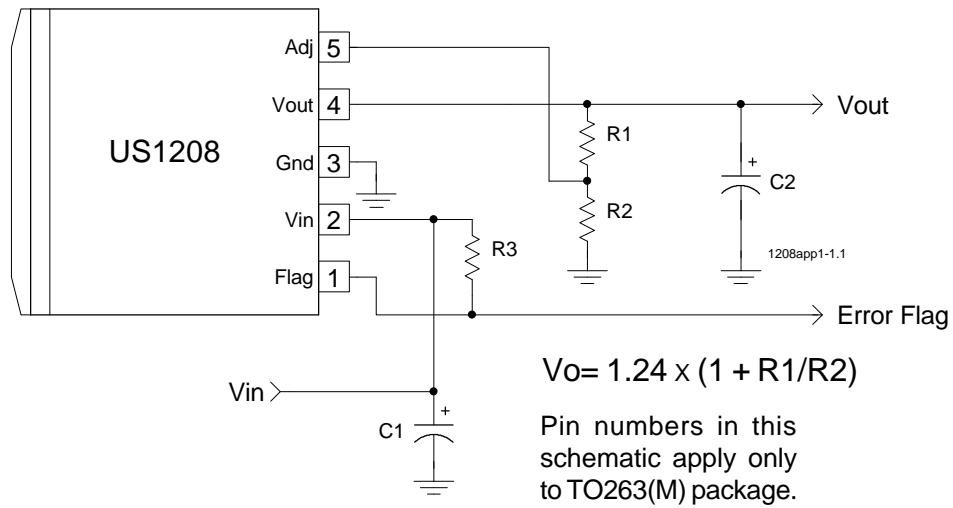 Adj 5
Vout 4
Vout
R1
US1208
Gnd 3
+
C2
R2
Vin 2
R3
1208app1-1.1
Flag 1
Error Flag
Vo= 1.24 x (1 + R1/R2)
Vin
+
C1
Pin numbers in this
schematic apply only
to TO263(M) package.